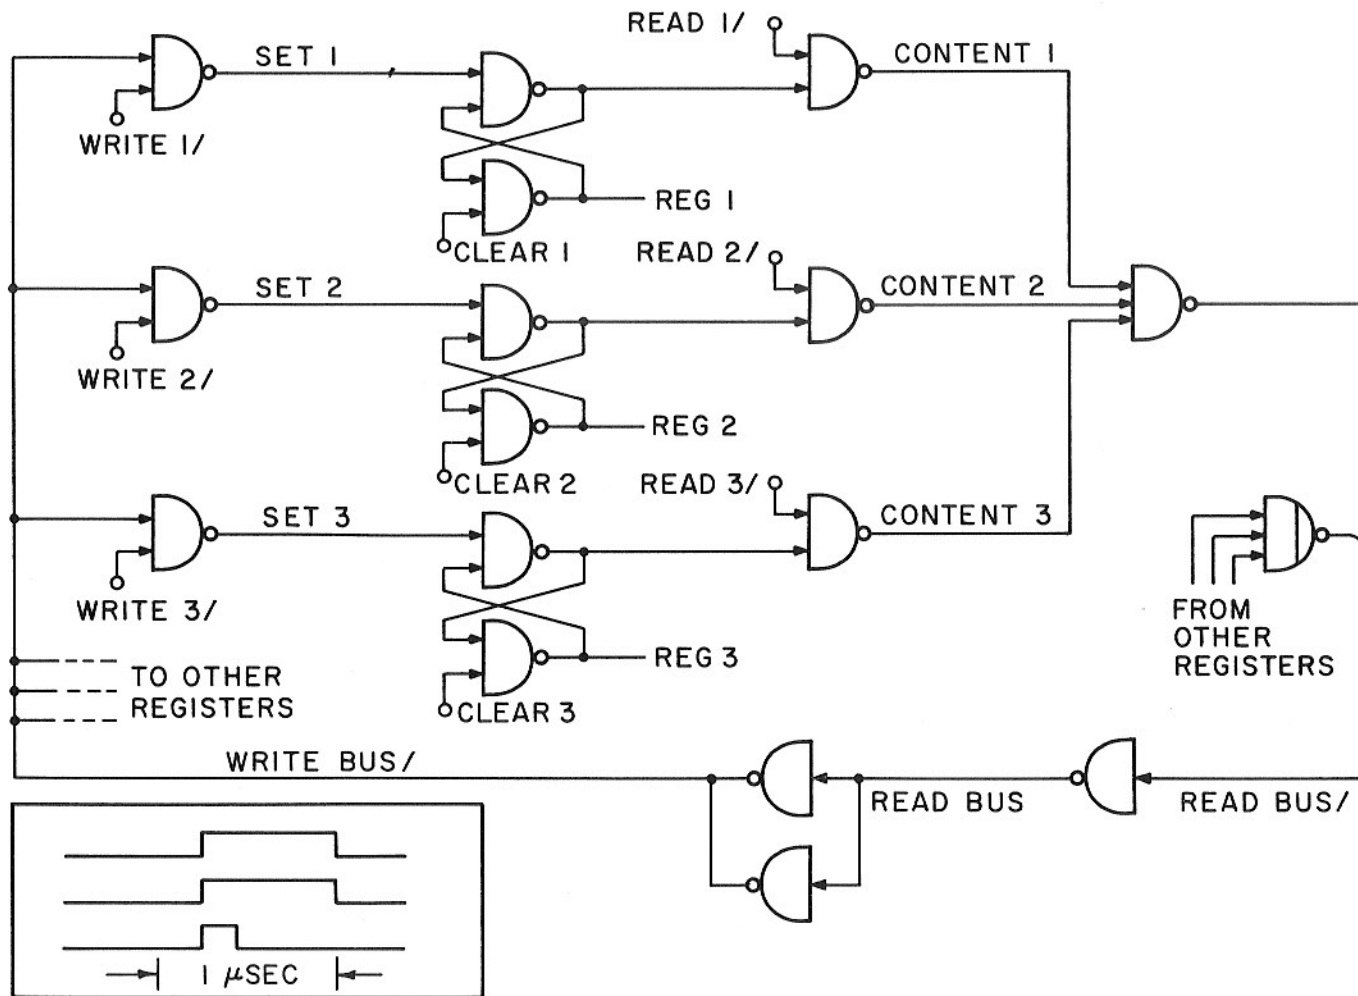 READ 1/
SET 1
CONTENT 1
WRITE 1/
REG 1
CLEAR 1
READ 2/
SET 2
CONTENT 2
WRITE 2/
REG 2
CLEAR 2
READ 3/
SET 3
CONTENT 3
WRITE 3/
FROM
OTHER
REGISTERS
REG 3
TO OTHER
REGISTERS
CLEAR 3
WRITE BUS/
READ BUS
READ BUS/
1 μSEC